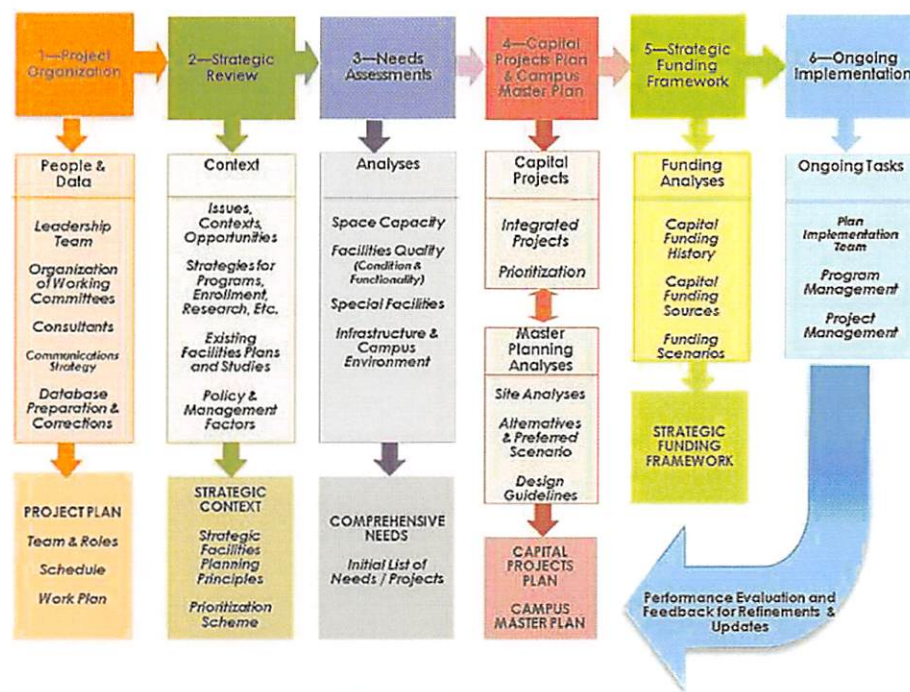 1—Project
Organization
2—Strategic
Review
3—Needs
Assessments
4—Capital
Projects Plan
& Campus
Master Plan
5—Strategic
Funding
Framework
6—Ongoing
Implementation
People &
Data
Leadership
Team
Organization
of Working
Committees
Consultants
Communications
Strategy
Database
Preparation &
Corrections
PROJECT PLAN
Team & Roles
Schedule
Work Plan
Context
Issues,
Contexts,
Opportunities
Strategies for
Programs,
Enrollment,
Research, Etc.
Existing
Facilities Plans
and Studies
Policy &
Management
Factors
STRATEGIC
CONTEXT
Strategic
Facilities
Planning
Principles
Prioritization
Scheme
Analyses
Space Capacity
Facilities Quality
(Condition &
Functionality)
Special Facilities
Infrastructure &
Campus
Environment
COMPREHENSIVE
NEEDS
Initial List of
Needs / Projects
Capital
Projects
Integrated
Projects
Prioritization
Master
Planning
Analyses
Site Analyses
Alternatives
& Preferred
Scenario
Design
Guidelines
CAPITAL
PROJECTS
PLAN
CAMPUS
MASTER PLAN
Funding
Analyses
Capital
Funding
History
Capital
Funding
Sources
Funding
Scenarios
STRATEGIC
FUNDING
FRAMEWORK
Ongoing Tasks
Plan
Implementation
Team
Program
Management
Project
Management
Performance Evaluation and
Feedback for Refinements &
Updates